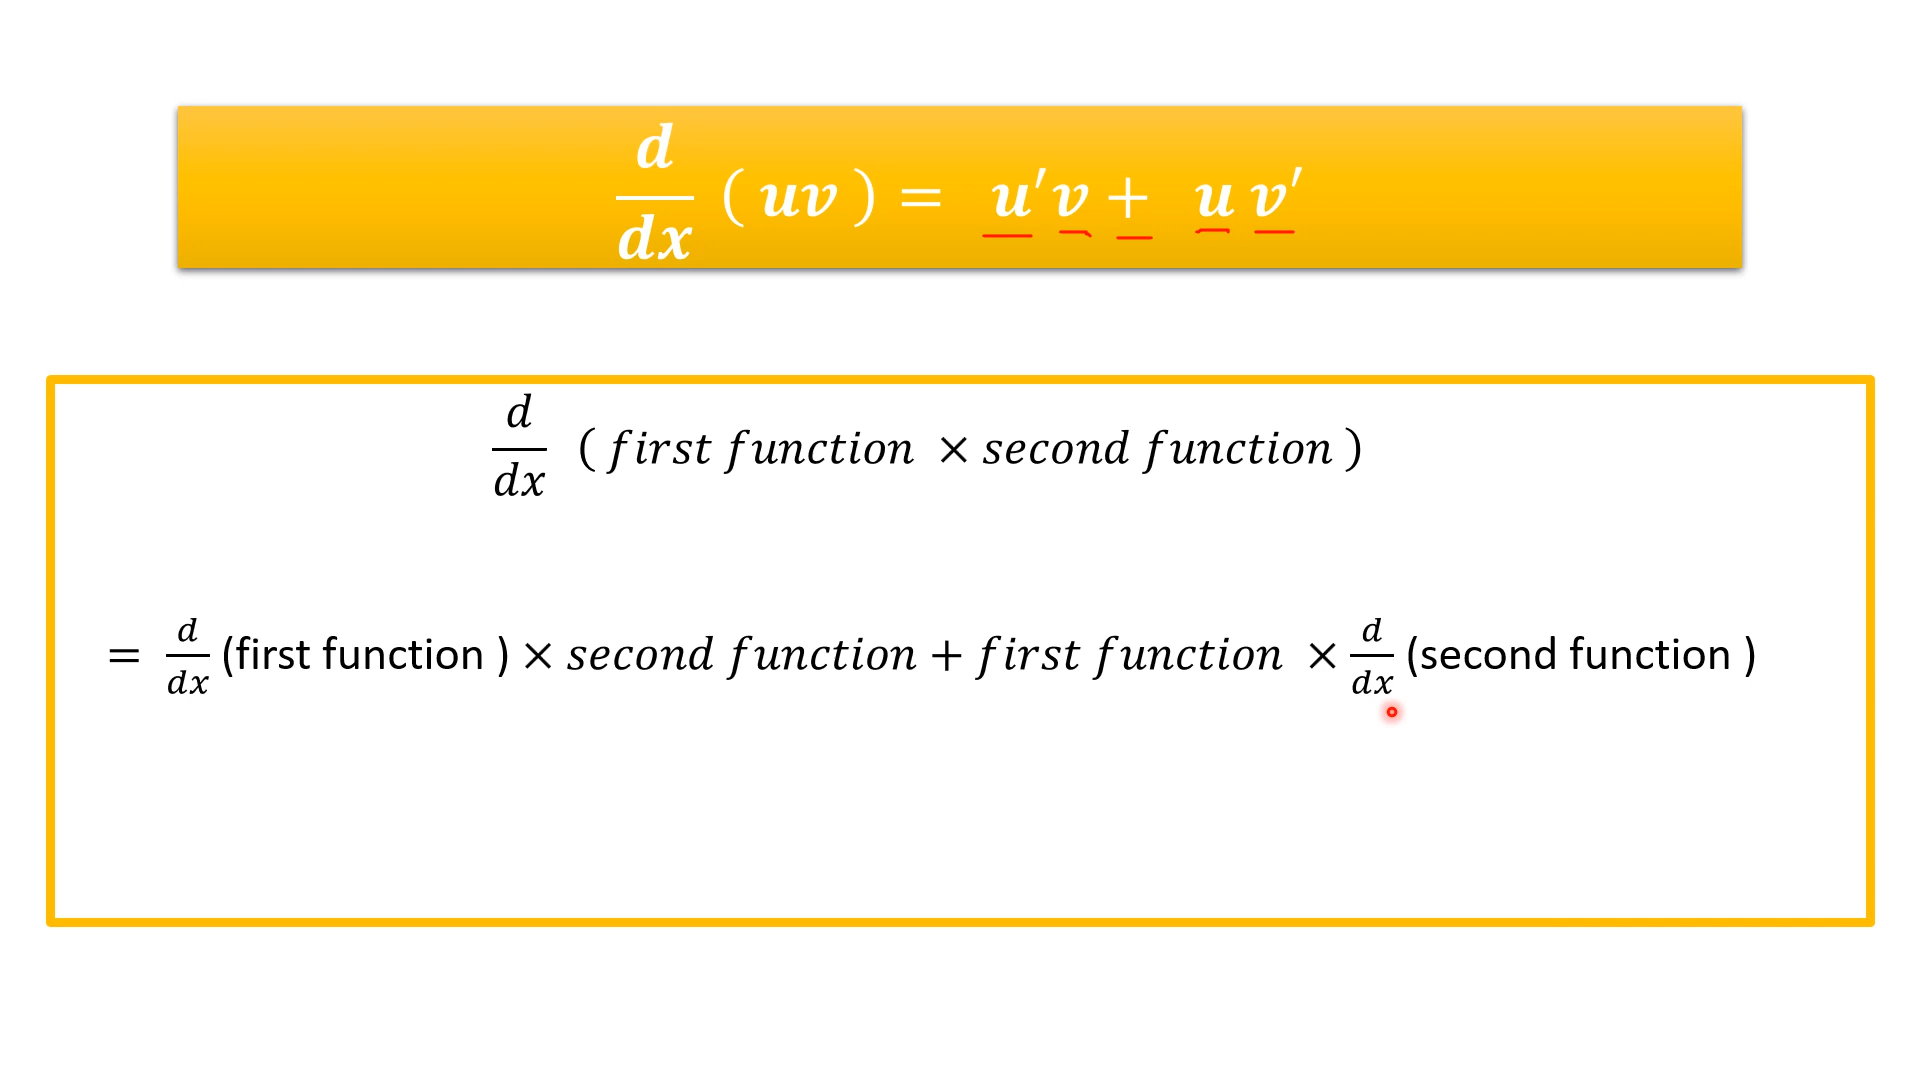 d/dx ( uv ) = u′v + u v′
d/dx ( first function × second function )
= d/dx (first function ) × second function + first function × d/dx (second function )